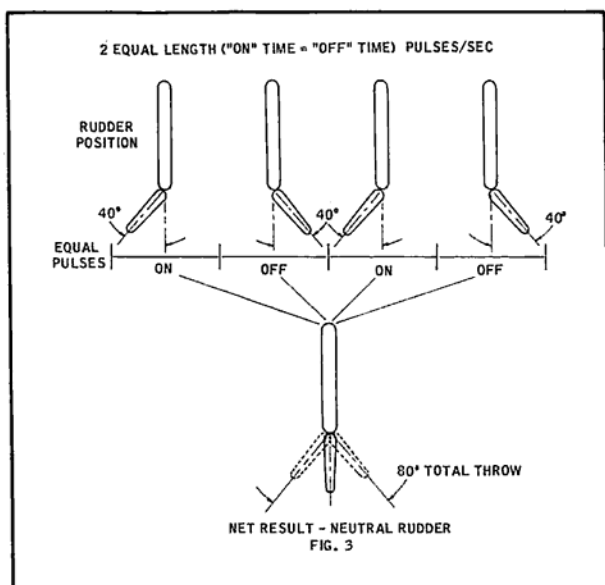 2 EQUAL LENGTH ("ON" TIME = "OFF" TIME) PULSES/SEC
RUDDER
POSITION
40°
40°
40°
EQUAL
PULSES
ON
OFF
ON
OFF
80° TOTAL THROW
NET RESULT - NEUTRAL RUDDER
FIG. 3